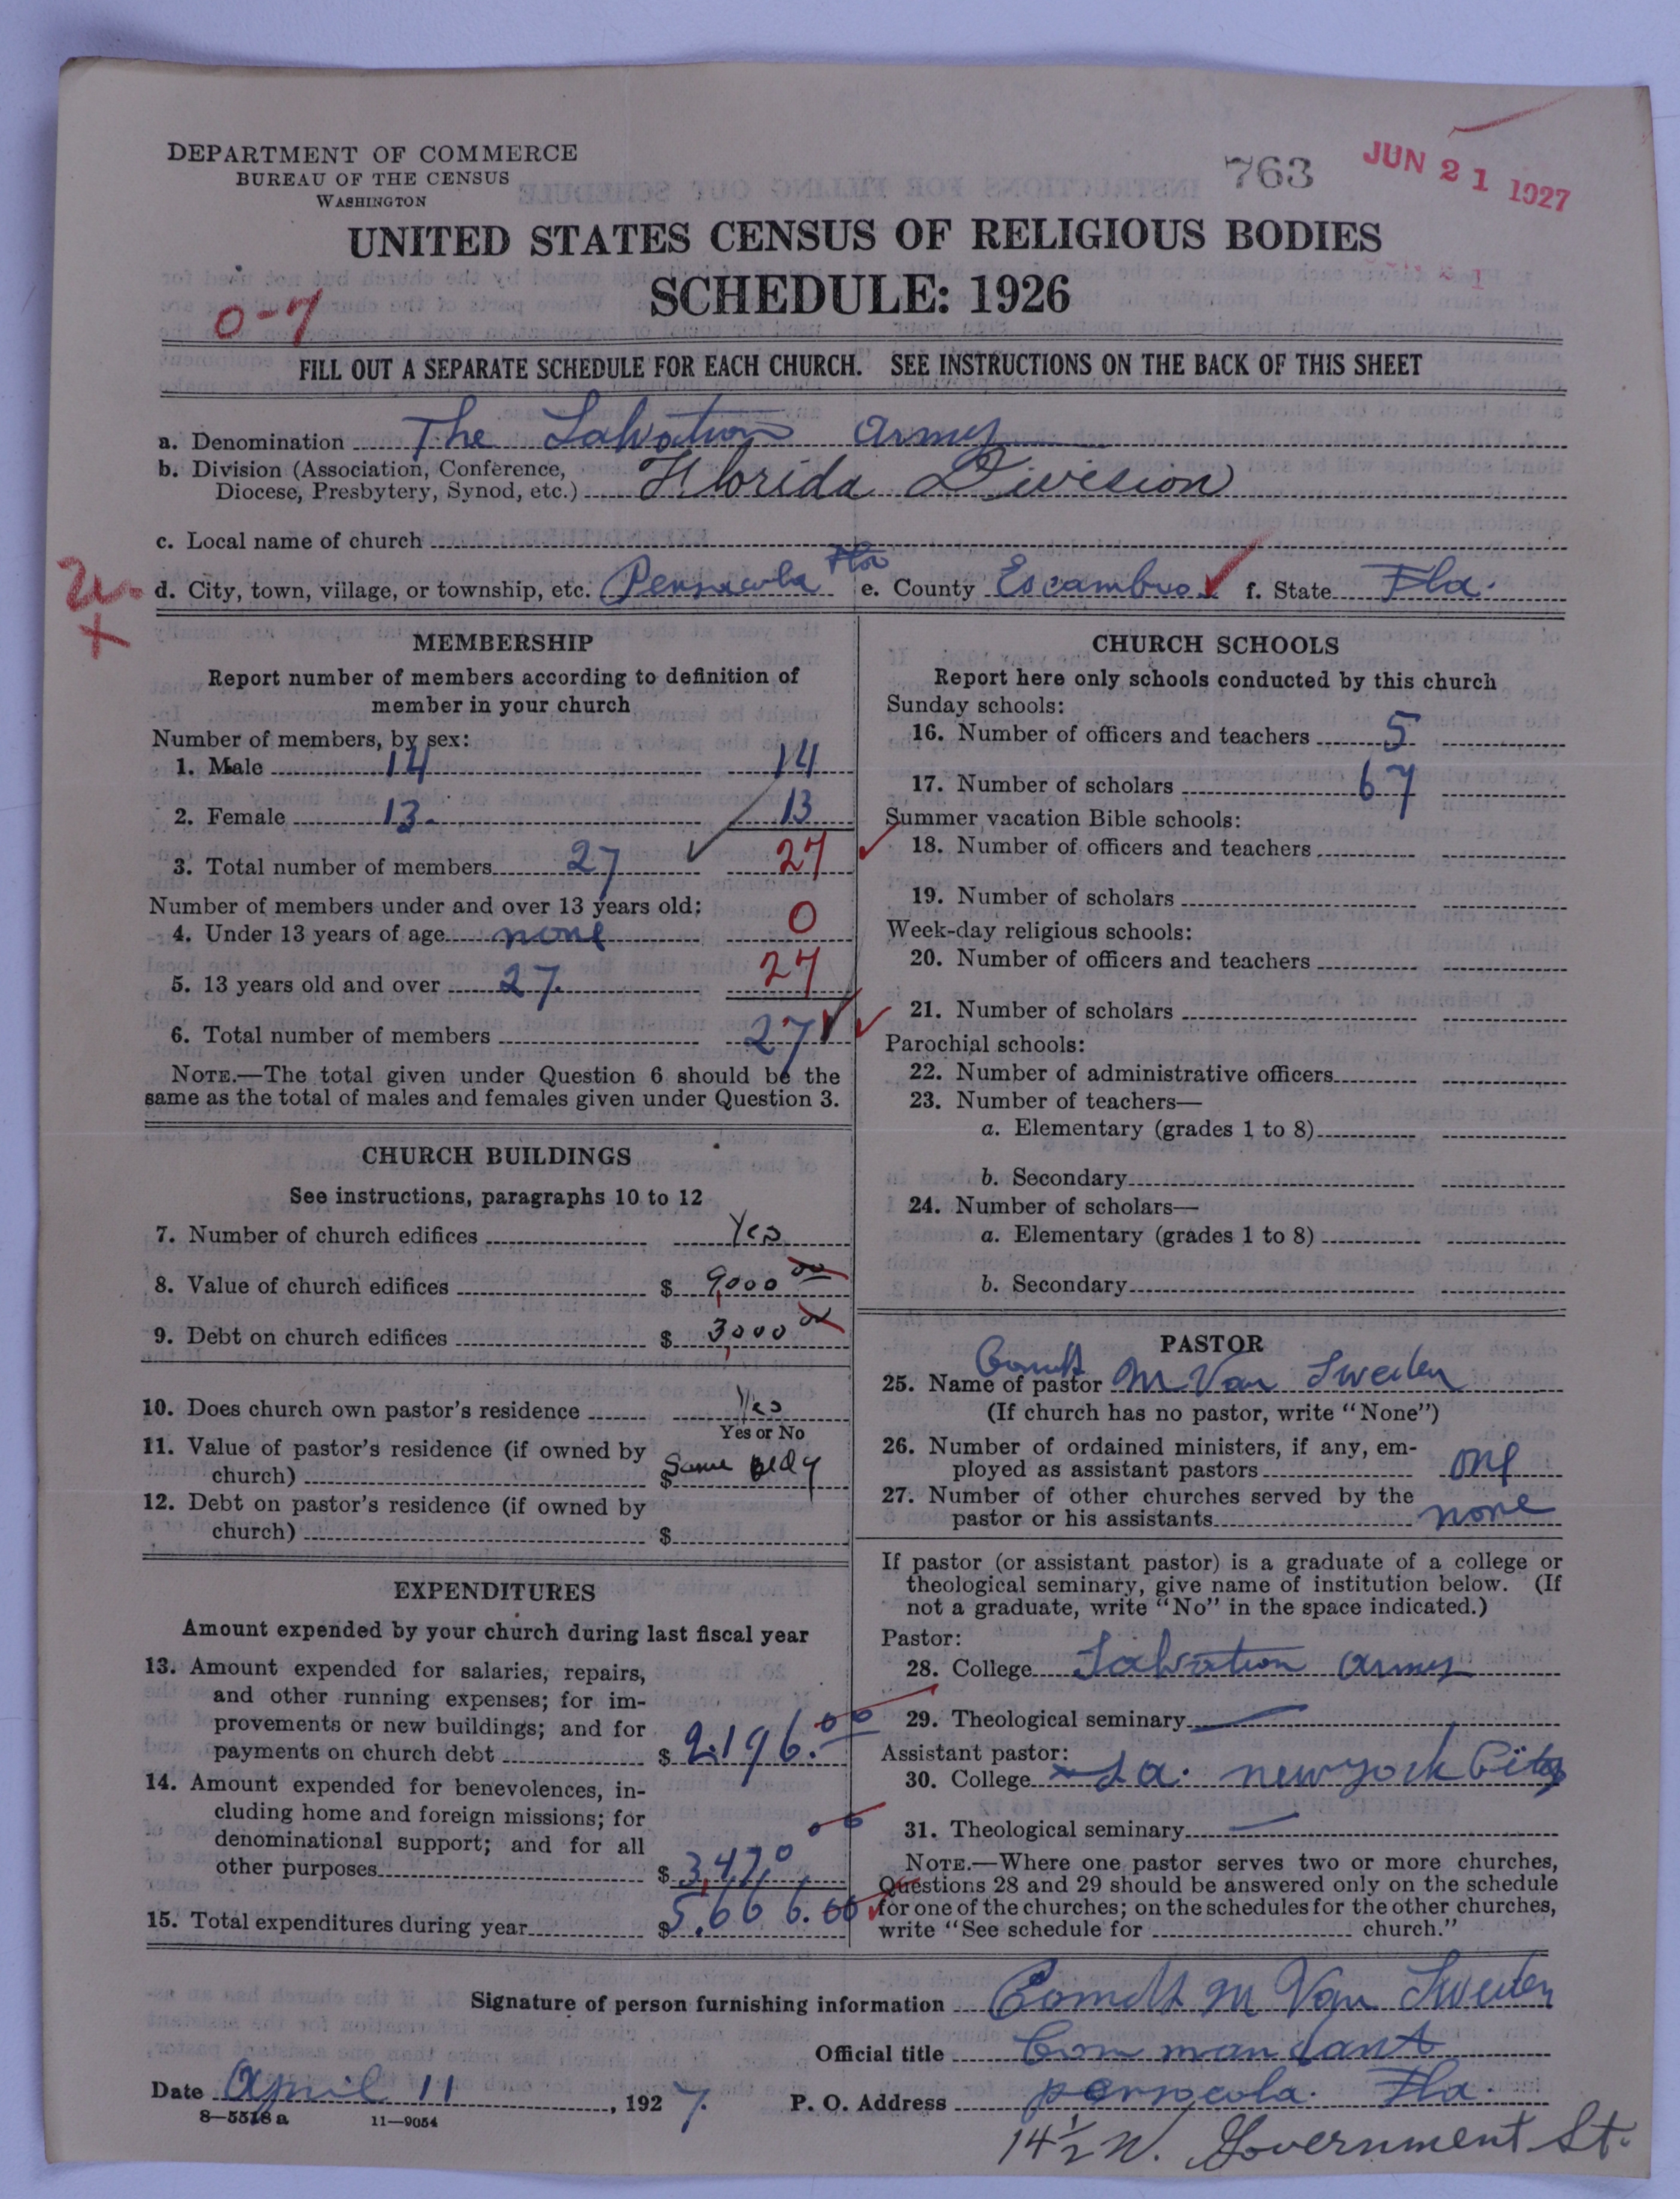 DEPARTMENT OF COMMERCE
BUREAU OF THE CENSUS
WASHINGTON
763
JUN 21 1927
UNITED STATES CENSUS OF RELIGIOUS BODIES
SCHEDULE: 1926
0-7
FILL OUT A SEPARATE SCHEDULE FOR EACH CHURCH. SEE INSTRUCTIONS ON THE BACK OF THIS SHEET
a. Denomination The Salvation Army
b. Division (Association, Conference,
Diocese, Presbytery, Synod, etc.) Florida Division
c. Local name of church
d. City, town, village, or township, etc. Pensacola Fla e. County Escambia f. State Fla.
MEMBERSHIP
Report number of members according to definition of
member in your church
Number of members, by sex:
1. Male 14 14
2. Female 13. 13
3. Total number of members 27 27
Number of members under and over 13 years old:
4. Under 13 years of age none 0
5. 13 years old and over 27. 27
6. Total number of members 27
NOTE.—The total given under Question 6 should be the
same as the total of males and females given under Question 3.
CHURCH BUILDINGS
See instructions, paragraphs 10 to 12
7. Number of church edifices Yes
8. Value of church edifices $ 9,000 00
9. Debt on church edifices $ 3,000 00
10. Does church own pastor's residence Yes
Yes or No
11. Value of pastor's residence (if owned by
church) $ Same Bldg
12. Debt on pastor's residence (if owned by
church) $
EXPENDITURES
Amount expended by your church during last fiscal year
13. Amount expended for salaries, repairs,
and other running expenses; for im-
provements or new buildings; and for
payments on church debt $ 2,196.00
14. Amount expended for benevolences, in-
cluding home and foreign missions; for
denominational support; and for all
other purposes $ 3,470 00
15. Total expenditures during year $ 5,666.00
CHURCH SCHOOLS
Report here only schools conducted by this church
Sunday schools:
16. Number of officers and teachers 5
17. Number of scholars 67
Summer vacation Bible schools:
18. Number of officers and teachers
19. Number of scholars
Week-day religious schools:
20. Number of officers and teachers
21. Number of scholars
Parochial schools:
22. Number of administrative officers
23. Number of teachers—
a. Elementary (grades 1 to 8)
b. Secondary
24. Number of scholars—
a. Elementary (grades 1 to 8)
b. Secondary
PASTOR
25. Name of pastor Comdt M Van Sweden
(If church has no pastor, write "None")
26. Number of ordained ministers, if any, em-
ployed as assistant pastors one
27. Number of other churches served by the
pastor or his assistants none
If pastor (or assistant pastor) is a graduate of a college or
theological seminary, give name of institution below. (If
not a graduate, write "No" in the space indicated.)
Pastor:
28. College Salvation Army
29. Theological seminary
Assistant pastor:
30. College S a. new york City
31. Theological seminary
NOTE.—Where one pastor serves two or more churches,
Questions 28 and 29 should be answered only on the schedule
for one of the churches; on the schedules for the other churches,
write "See schedule for church."
Signature of person furnishing information Comdt M Van Sweden
Official title Commandant
Date April 11, 1927. P. O. Address pensacola. Fla.
8—5518a 11—9054
14 1/2 W. Government St.